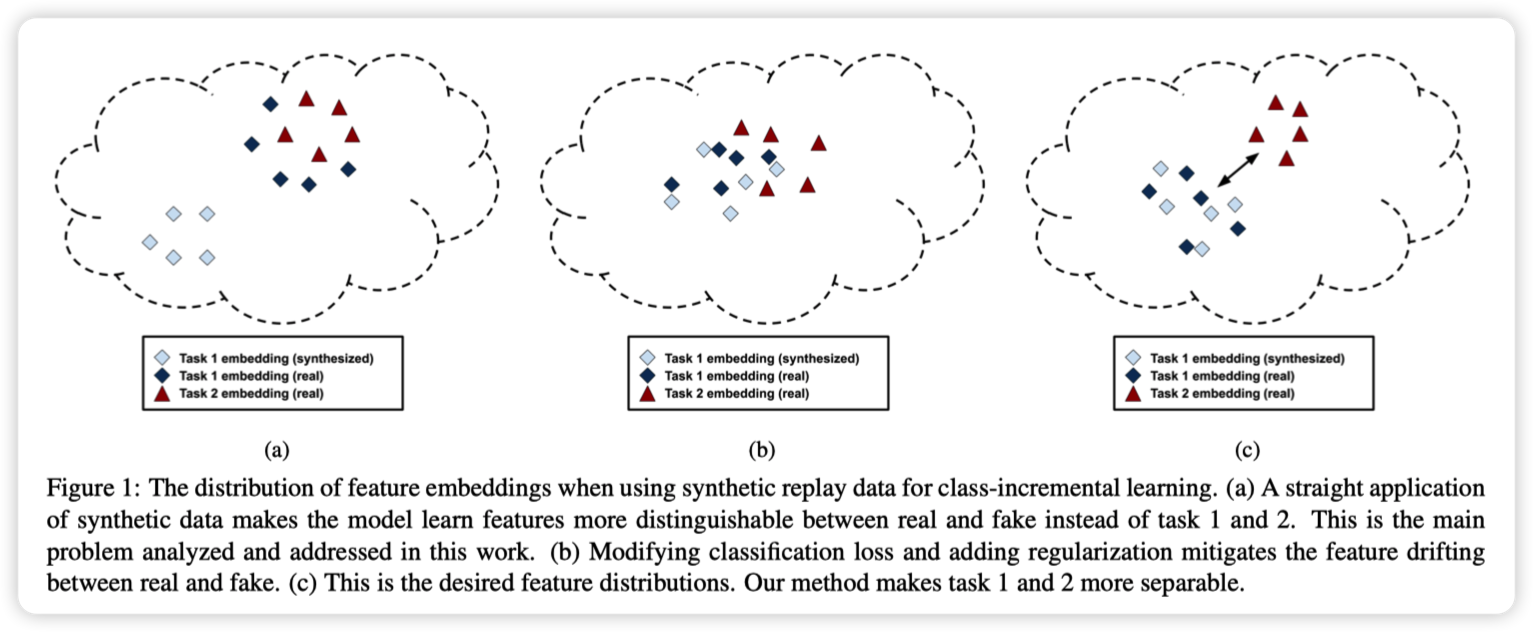 Task 1 embedding (synthesized)
Task 1 embedding (real)
Task 2 embedding (real)
(a)
Task 1 embedding (synthesized)
Task 1 embedding (real)
Task 2 embedding (real)
(b)
Task 1 embedding (synthesized)
Task 1 embedding (real)
Task 2 embedding (real)
(c)
Figure 1: The distribution of feature embeddings when using synthetic replay data for class-incremental learning. (a) A straight application
of synthetic data makes the model learn features more distinguishable between real and fake instead of task 1 and 2. This is the main
problem analyzed and addressed in this work. (b) Modifying classification loss and adding regularization mitigates the feature drifting
between real and fake. (c) This is the desired feature distributions. Our method makes task 1 and 2 more separable.